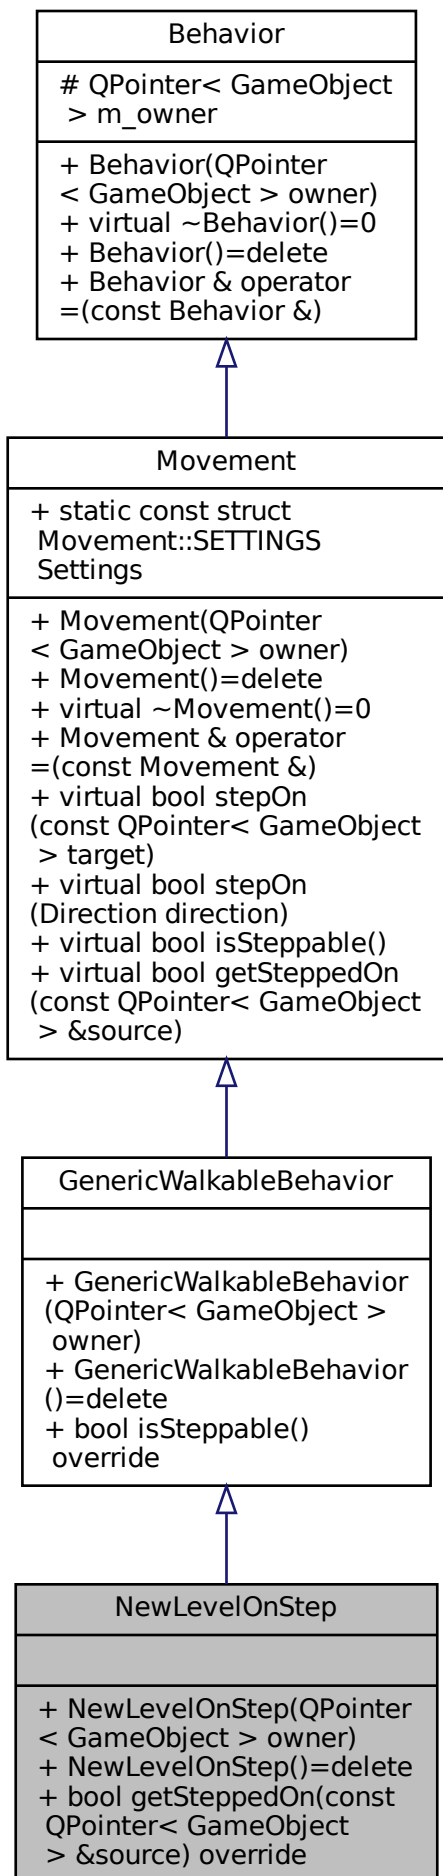 Behavior
# QPointer< GameObject
> m_owner
+ Behavior(QPointer
< GameObject > owner)
+ virtual ~Behavior()=0
+ Behavior()=delete
+ Behavior & operator
=(const Behavior &)
Movement
+ static const struct
Movement::SETTINGS
Settings
+ Movement(QPointer
< GameObject > owner)
+ Movement()=delete
+ virtual ~Movement()=0
+ Movement & operator
=(const Movement &)
+ virtual bool stepOn
(const QPointer< GameObject
> target)
+ virtual bool stepOn
(Direction direction)
+ virtual bool isSteppable()
+ virtual bool getSteppedOn
(const QPointer< GameObject
> &source)
GenericWalkableBehavior
+ GenericWalkableBehavior
(QPointer< GameObject >
owner)
+ GenericWalkableBehavior
()=delete
+ bool isSteppable()
override
NewLevelOnStep
+ NewLevelOnStep(QPointer
< GameObject > owner)
+ NewLevelOnStep()=delete
+ bool getSteppedOn(const
QPointer< GameObject
> &source) override